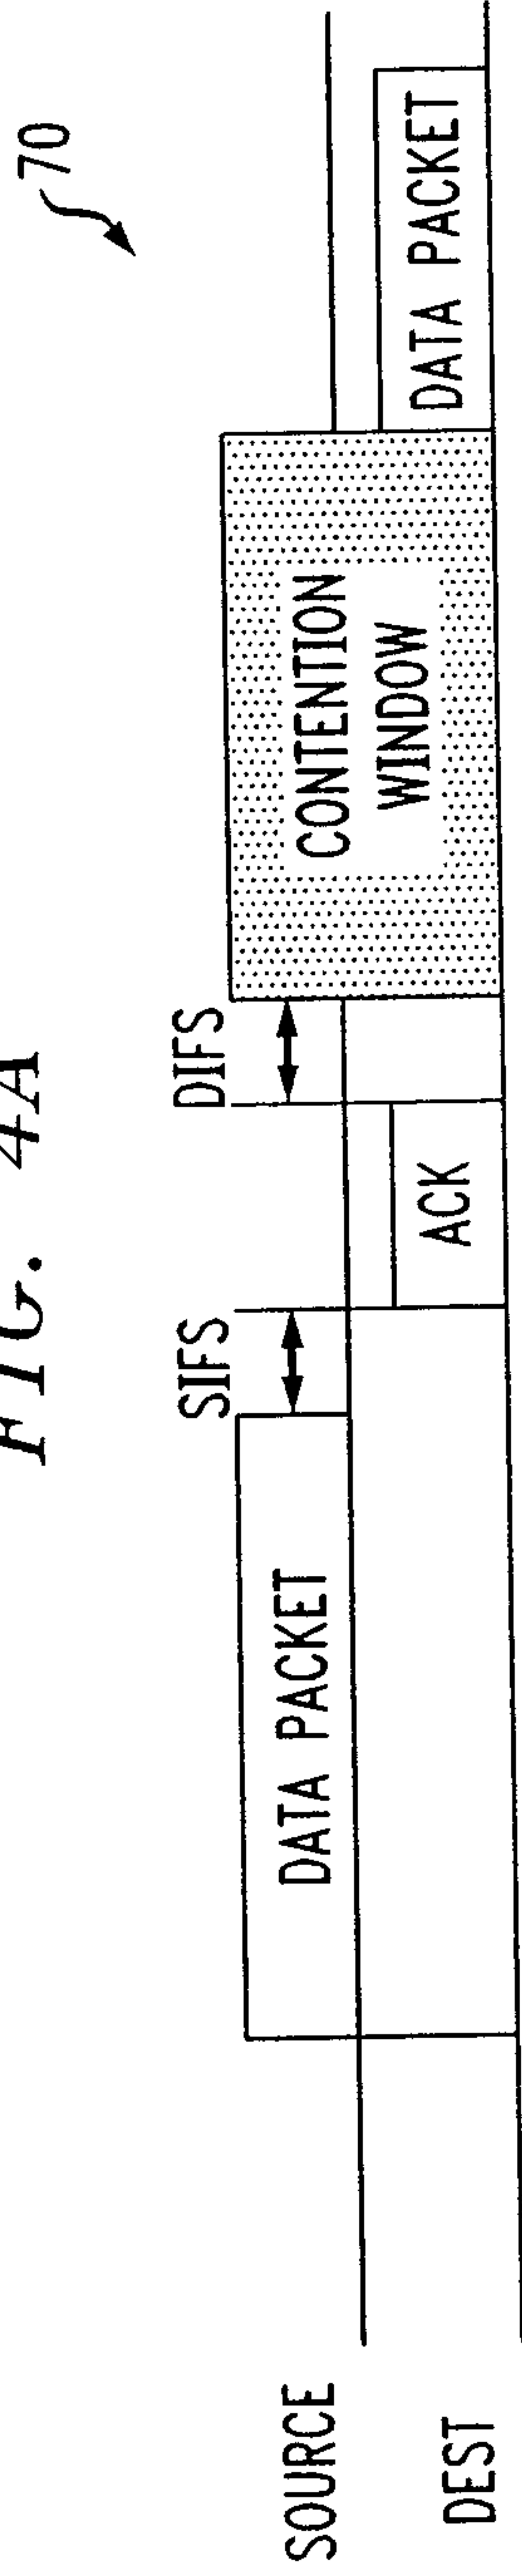 FIG. 4A
70
SOURCE
DATA PACKET
SIFS
DIFS
CONTENTION
WINDOW
DEST
ACK
DATA PACKET